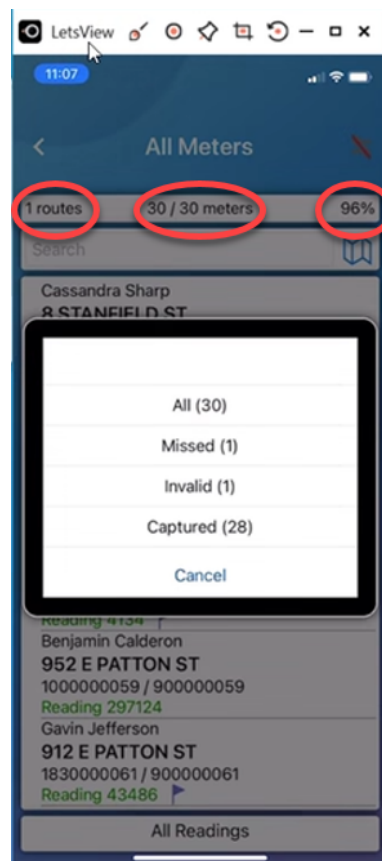 LetsView
11:07
All Meters
1 routes 30 / 30 meters 96%
Search
Cassandra Sharp
8 STANFIELD ST
All (30)
Missed (1)
Invalid (1)
Captured (28)
Cancel
Reading 4134
Benjamin Calderon
952 E PATTON ST
1000000059 / 900000059
Reading 297124
Gavin Jefferson
912 E PATTON ST
1830000061 / 900000061
Reading 43486
All Readings